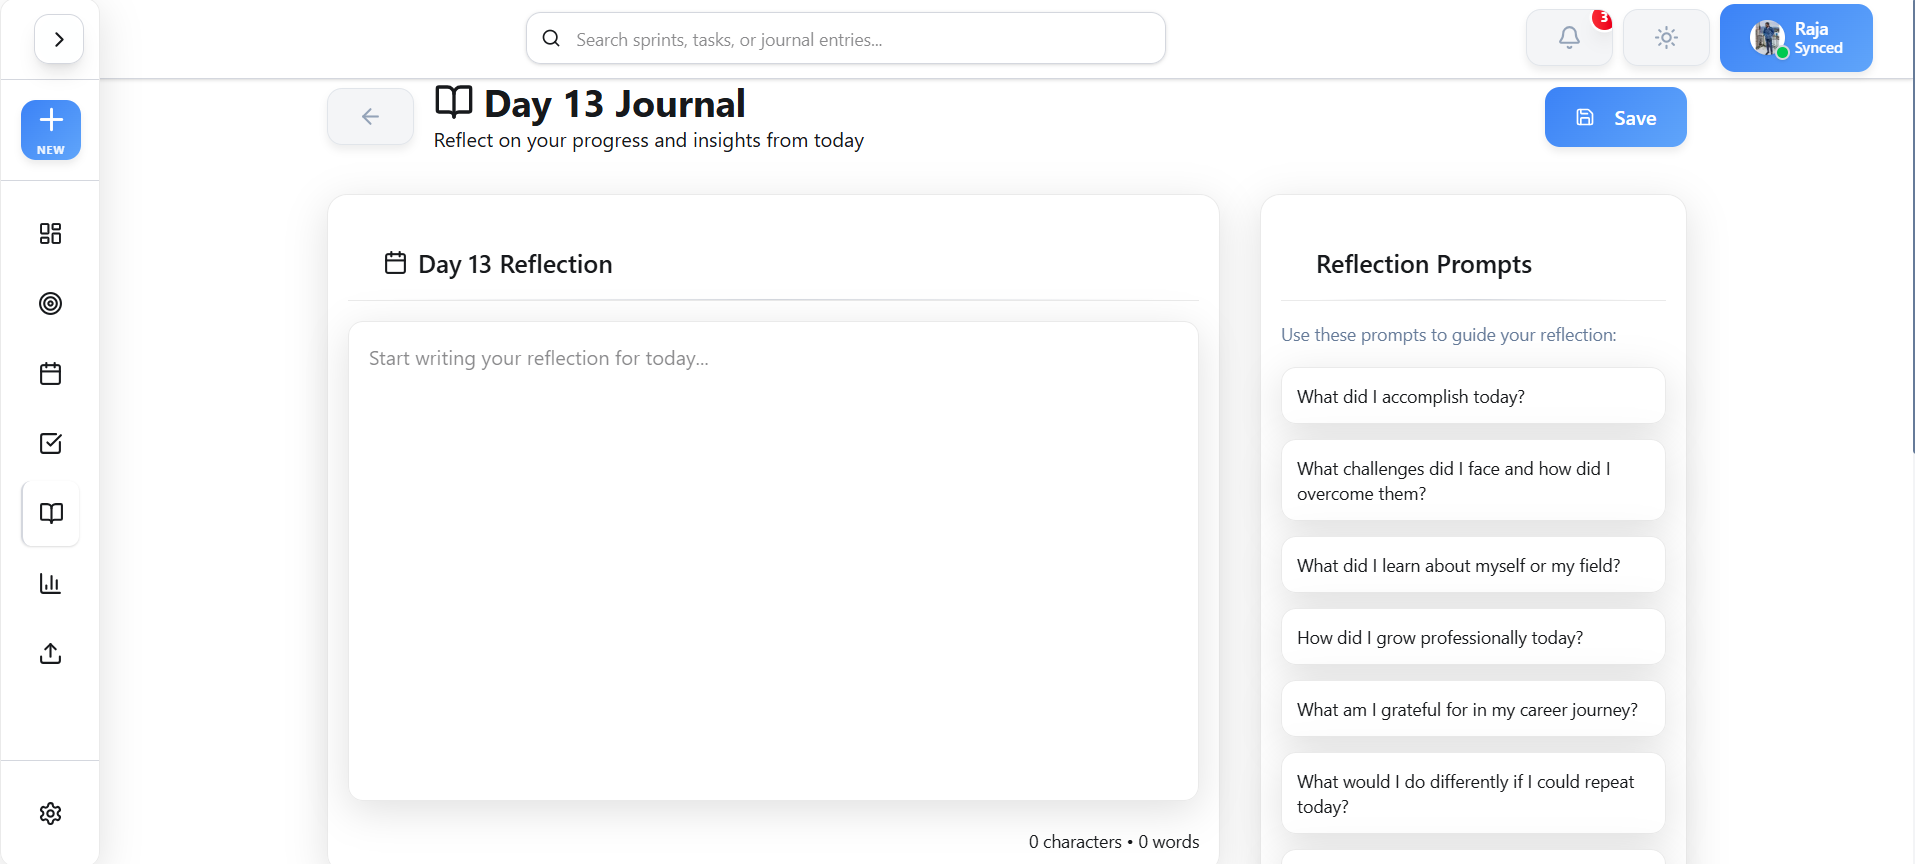 Search sprints, tasks, or journal entries...
3
Raja
Synced
NEW
Day 13 Journal
Reflect on your progress and insights from today
Save
Day 13 Reflection
Start writing your reflection for today...
0 characters • 0 words
Reflection Prompts
Use these prompts to guide your reflection:
What did I accomplish today?
What challenges did I face and how did I
overcome them?
What did I learn about myself or my field?
How did I grow professionally today?
What am I grateful for in my career journey?
What would I do differently if I could repeat
today?